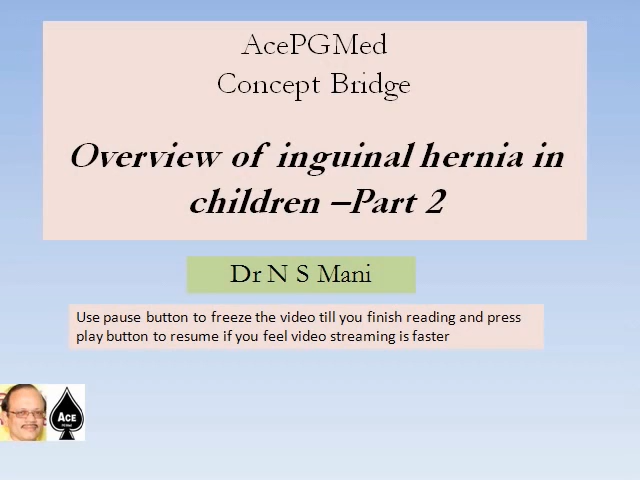 AcePGMed
Concept Bridge
Overview of inguinal hernia in
children –Part 2
Dr N S Mani
Use pause button to freeze the video till you finish reading and press
play button to resume if you feel video streaming is faster
ACE